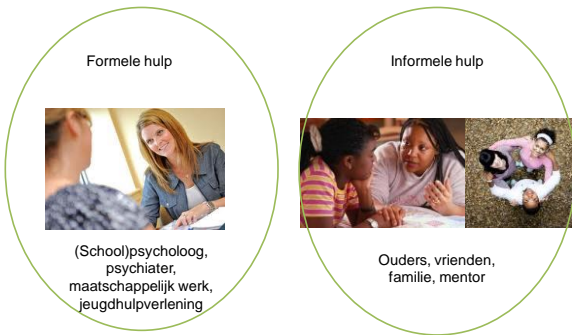 Formele hulp
(School)psycholoog,
psychiater,
maatschappelijk werk,
jeugdhulpverlening
Informele hulp
Ouders, vrienden,
familie, mentor